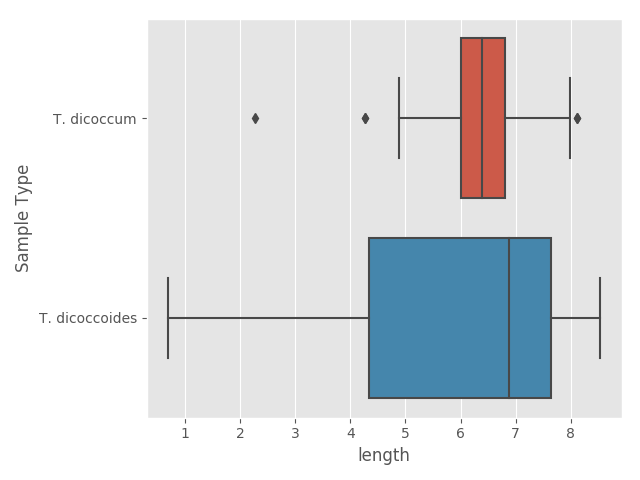 Sample Type
T. dicoccum
T. dicoccoides
1 2 3 4 5 6 7 8
length